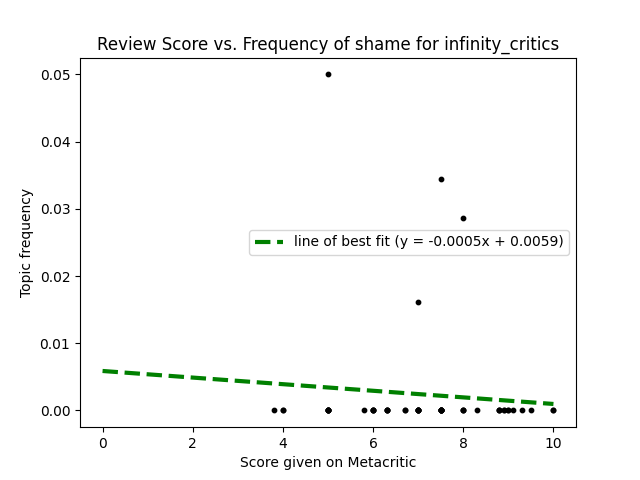 Review Score vs. Frequency of shame for infinity_critics
0.05
0.04
0.03
0.02
0.01
0.00
Topic frequency
line of best fit (y = -0.0005x + 0.0059)
0 2 4 6 8 10
Score given on Metacritic